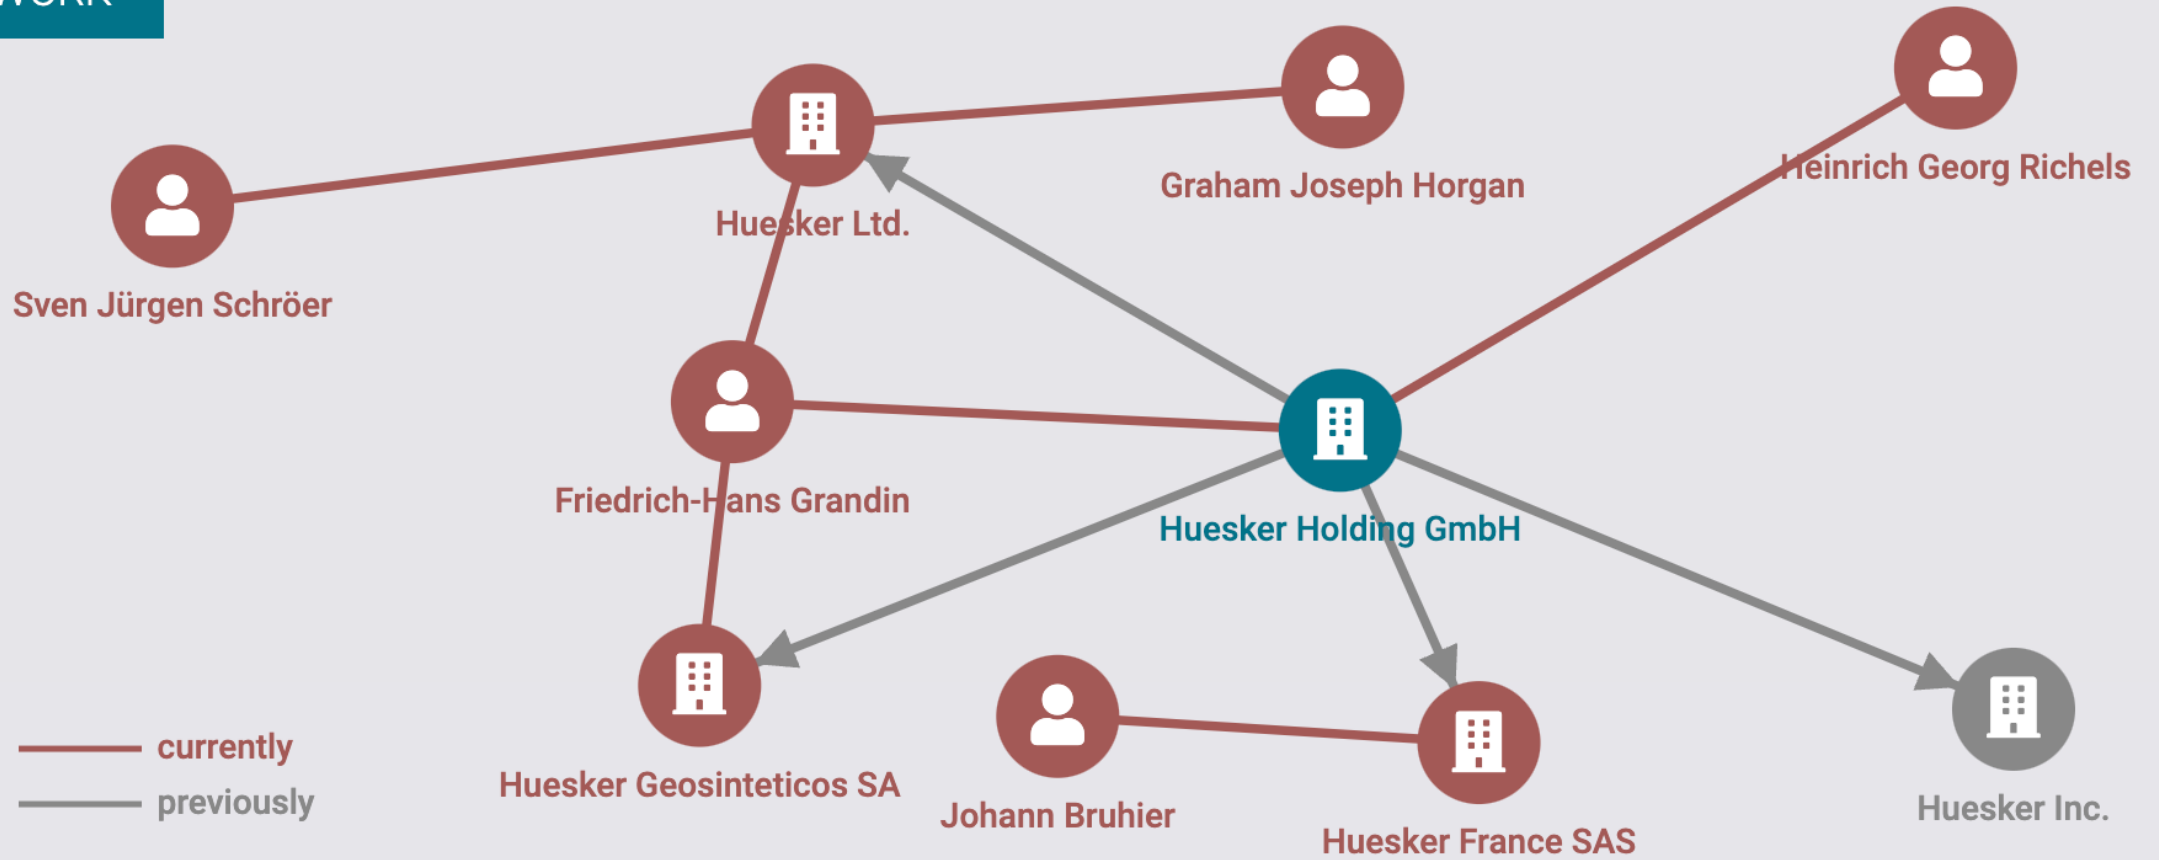 Graham Joseph Horgan
Heinrich Georg Richels
Huesker Ltd.
Sven Jürgen Schröer
Friedrich-Hans Grandin
Huesker Holding GmbH
Huesker Geosinteticos SA
Johann Bruhier
Huesker France SAS
Huesker Inc.
currently
previously